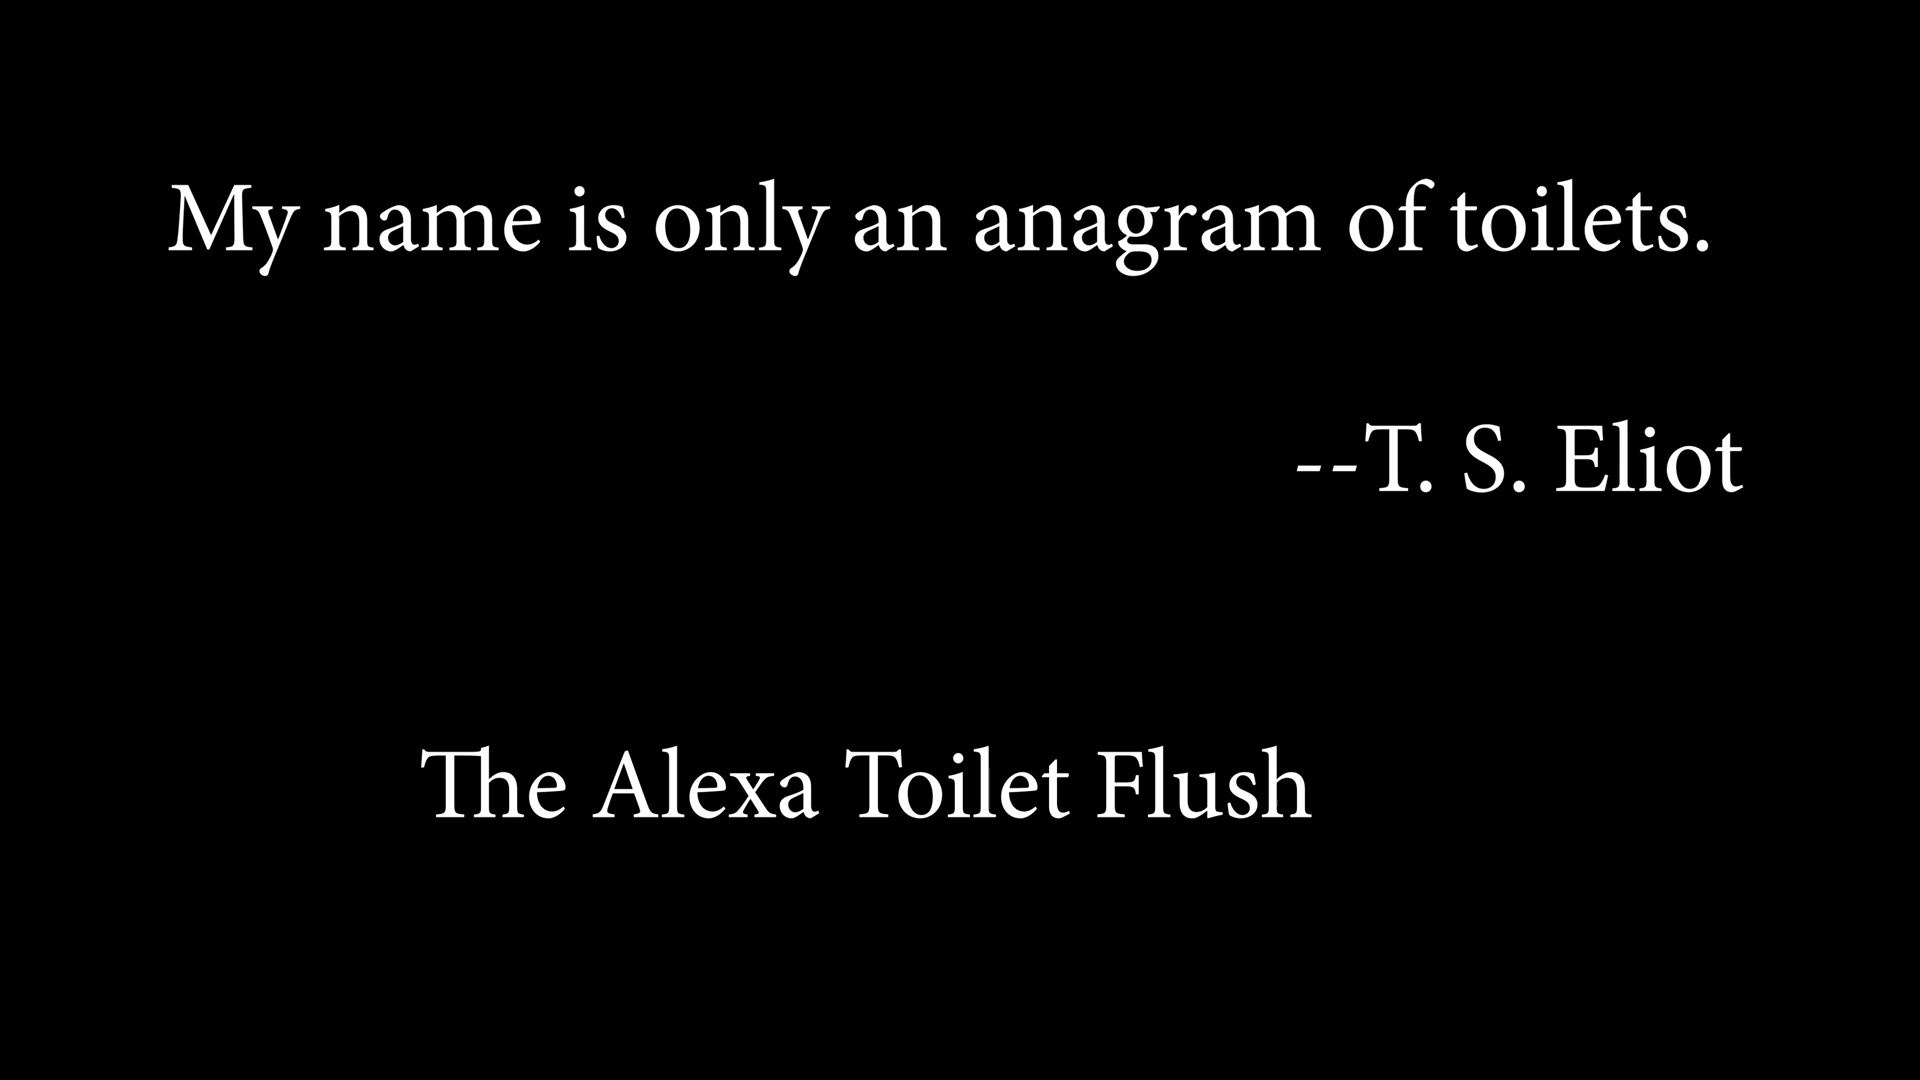 My name is only an anagram of toilets.
--T. S. Eliot
The Alexa Toilet Flush